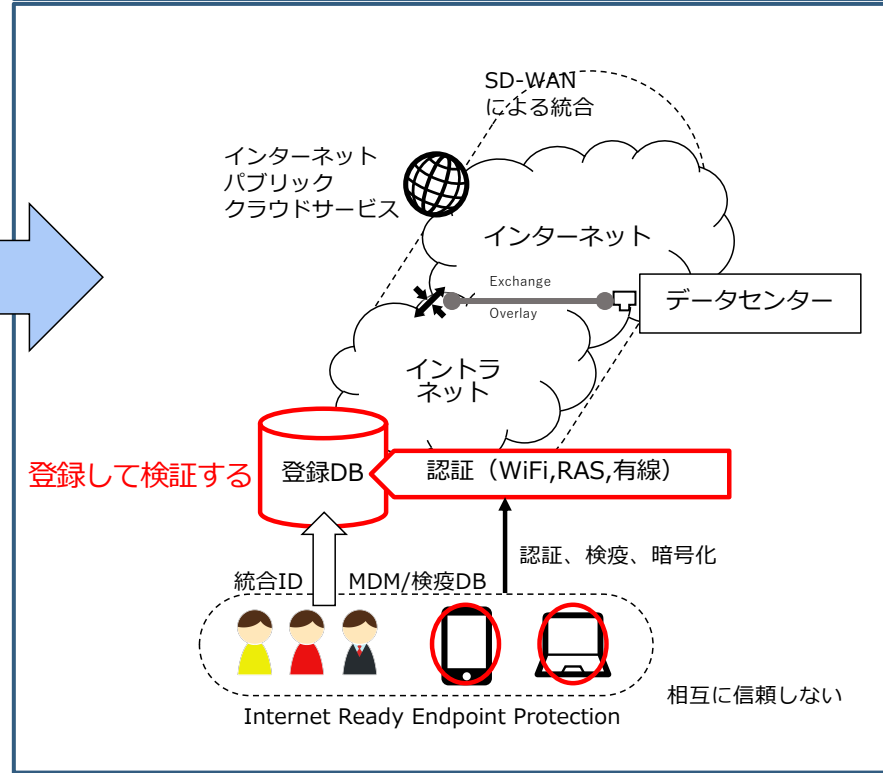 SD-WAN
による統合
インターネット
パブリック
クラウドサービス
インターネット
Exchange
Overlay
データセンター
イントラ
ネット
登録して検証する
登録DB
認証（WiFi,RAS,有線）
認証、検疫、暗号化
統合ID
MDM/検疫DB
相互に信頼しない
Internet Ready Endpoint Protection